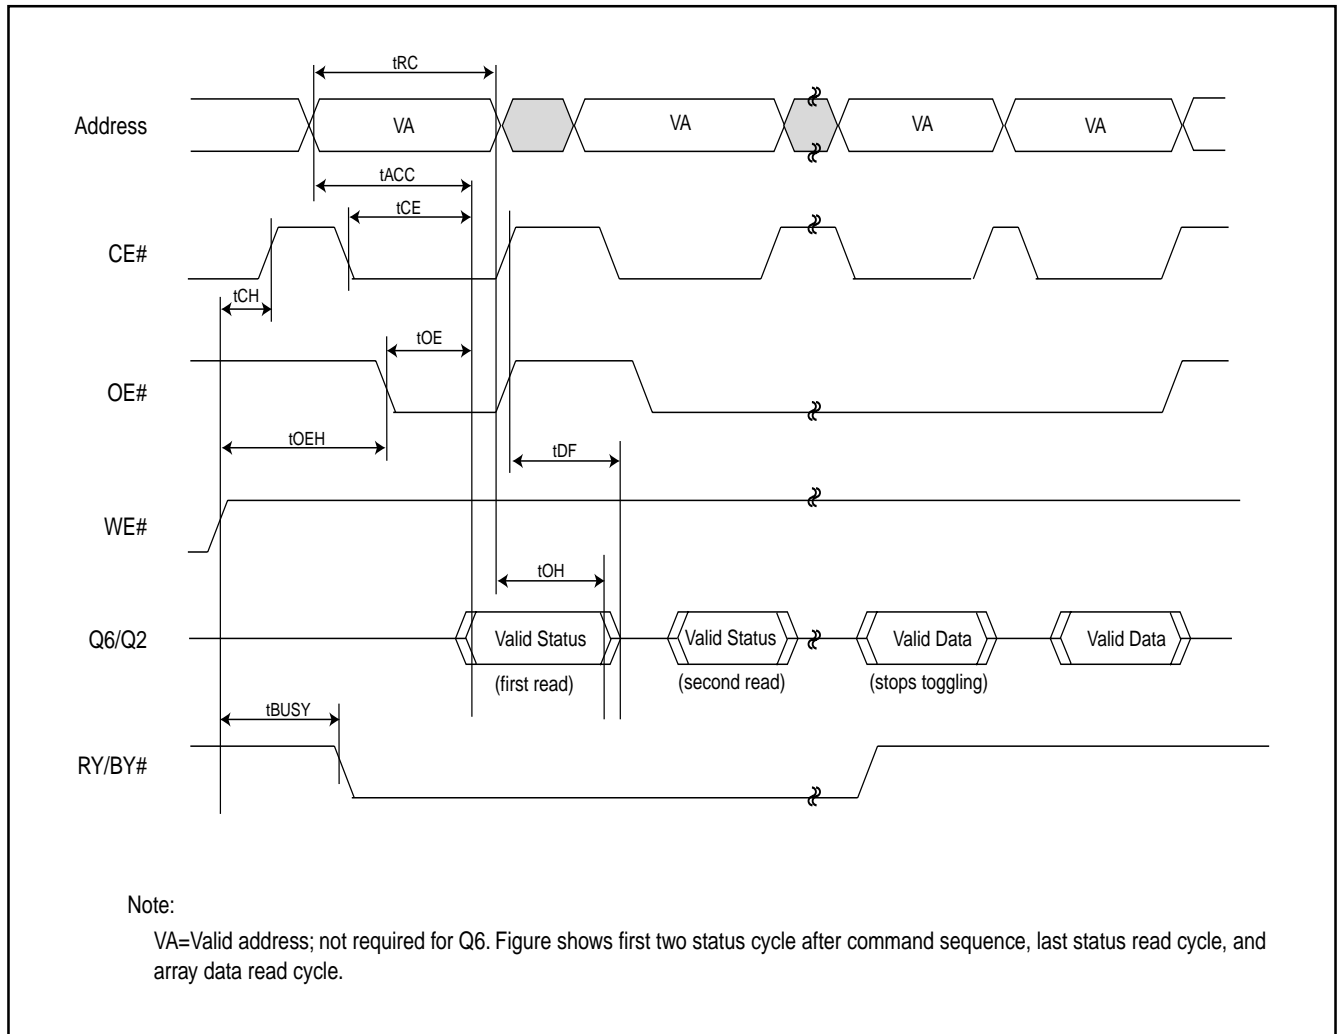 tRC
Address
VA
VA
VA
VA
tACC
tCE
CE#
tCH
tOE
OE#
tOEH
tDF
WE#
tOH
Q6/Q2
Valid Status
Valid Status
Valid Data
Valid Data
(first read)
(second read)
(stops toggling)
tBUSY
RY/BY#
Note:
VA=Valid address; not required for Q6. Figure shows first two status cycle after command sequence, last status read cycle, and
array data read cycle.